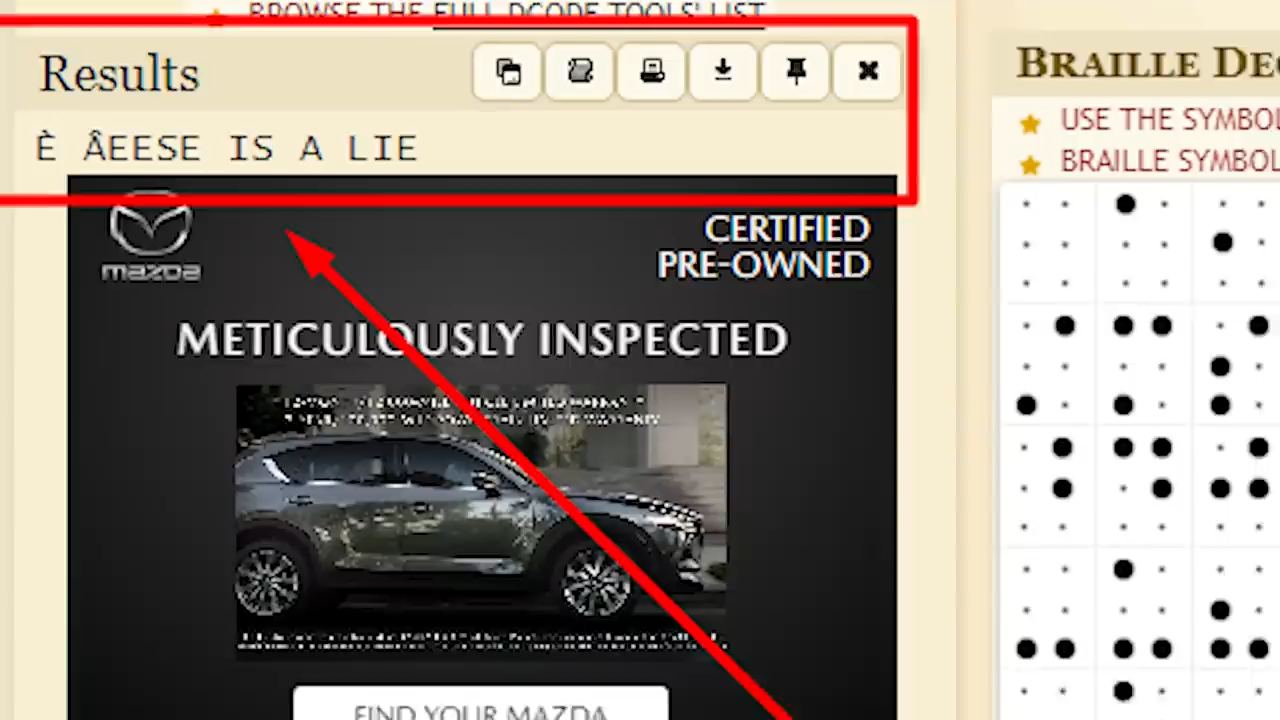 BROWSE THE FULL DCODE TOOLS' LIST
Results
È ÂEESE IS A LIE
mazda
CERTIFIED
PRE-OWNED
METICULOUSLY INSPECTED
FIND YOUR MAZDA
BRAILLE DE
USE THE SYMBOL
BRAILLE SYMBOL